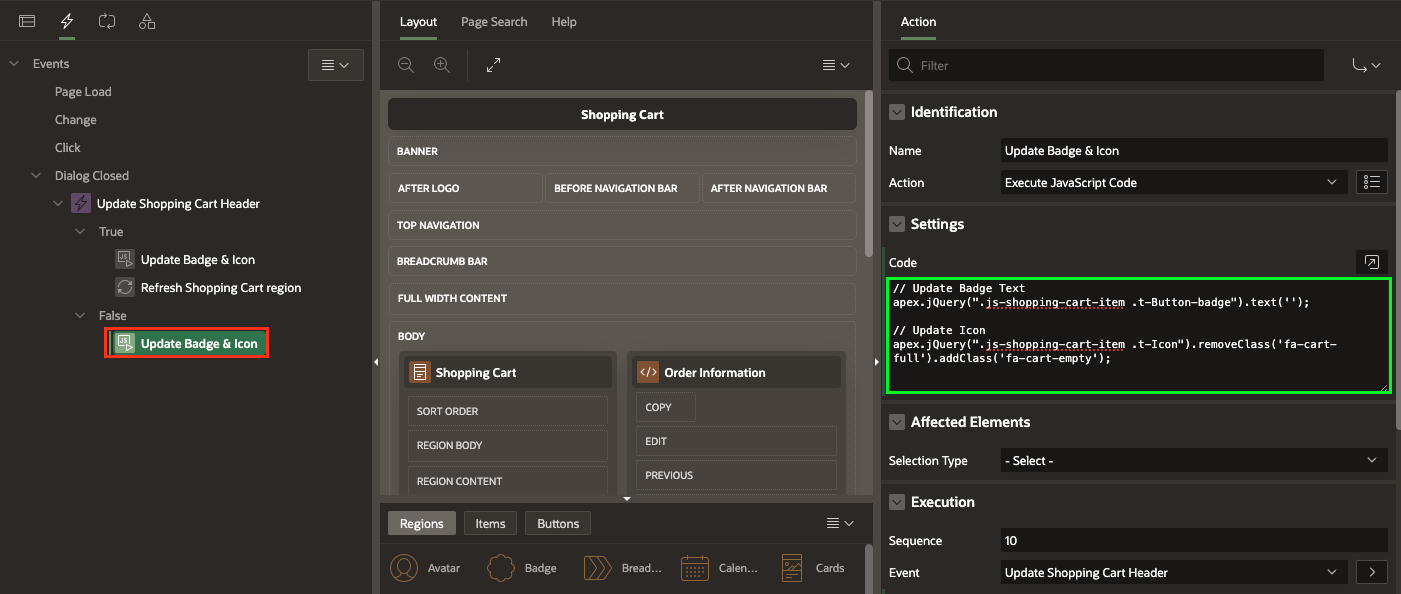 Events
Page Load
Change
Click
Dialog Closed
Update Shopping Cart Header
True
Update Badge & Icon
Refresh Shopping Cart region
False
Update Badge & Icon
Layout
Page Search
Help
Shopping Cart
BANNER
AFTER LOGO
BEFORE NAVIGATION BAR
AFTER NAVIGATION BAR
TOP NAVIGATION
BREADCRUMB BAR
FULL WIDTH CONTENT
BODY
Shopping Cart
SORT ORDER
REGION BODY
REGION CONTENT
Order Information
COPY
EDIT
PREVIOUS
Regions
Items
Buttons
Avatar
Badge
Bread...
Calen...
Cards
Action
Filter
Identification
Name
Update Badge & Icon
Action
Execute JavaScript Code
Settings
Code
// Update Badge Text
apex.jQuery(".js-shopping-cart-item .t-Button-badge").text('');
// Update Icon
apex.jQuery(".js-shopping-cart-item .t-Icon").removeClass('fa-cart-
full').addClass('fa-cart-empty');
Affected Elements
Selection Type
- Select -
Execution
Sequence
10
Event
Update Shopping Cart Header